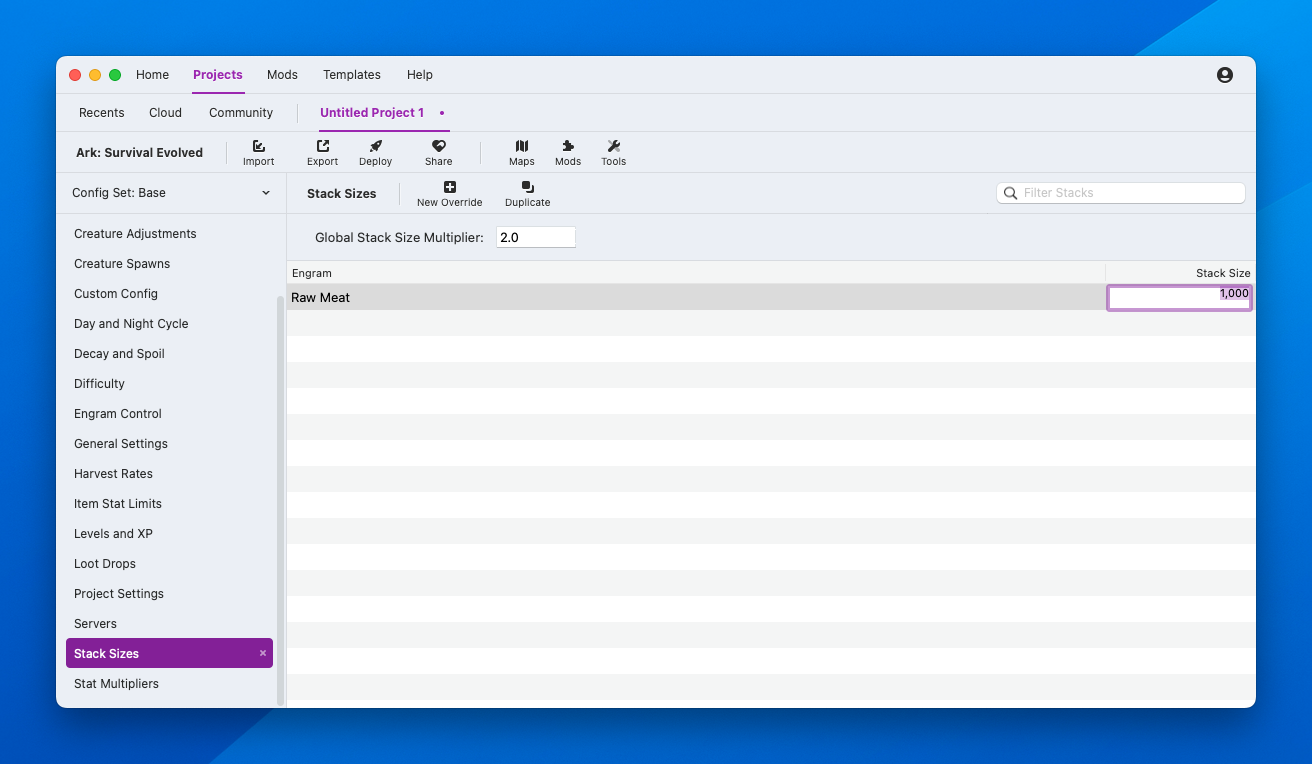 Home Projects Mods Templates Help
Recents Cloud Community Untitled Project 1 •
Ark: Survival Evolved Import Export Deploy Share Maps Mods Tools
Config Set: Base
Stack Sizes New Override Duplicate Filter Stacks
Creature Adjustments
Creature Spawns
Custom Config
Day and Night Cycle
Decay and Spoil
Difficulty
Engram Control
General Settings
Harvest Rates
Item Stat Limits
Levels and XP
Loot Drops
Project Settings
Servers
Stack Sizes ×
Stat Multipliers
Global Stack Size Multiplier: 2.0
Engram Stack Size
Raw Meat 1,000